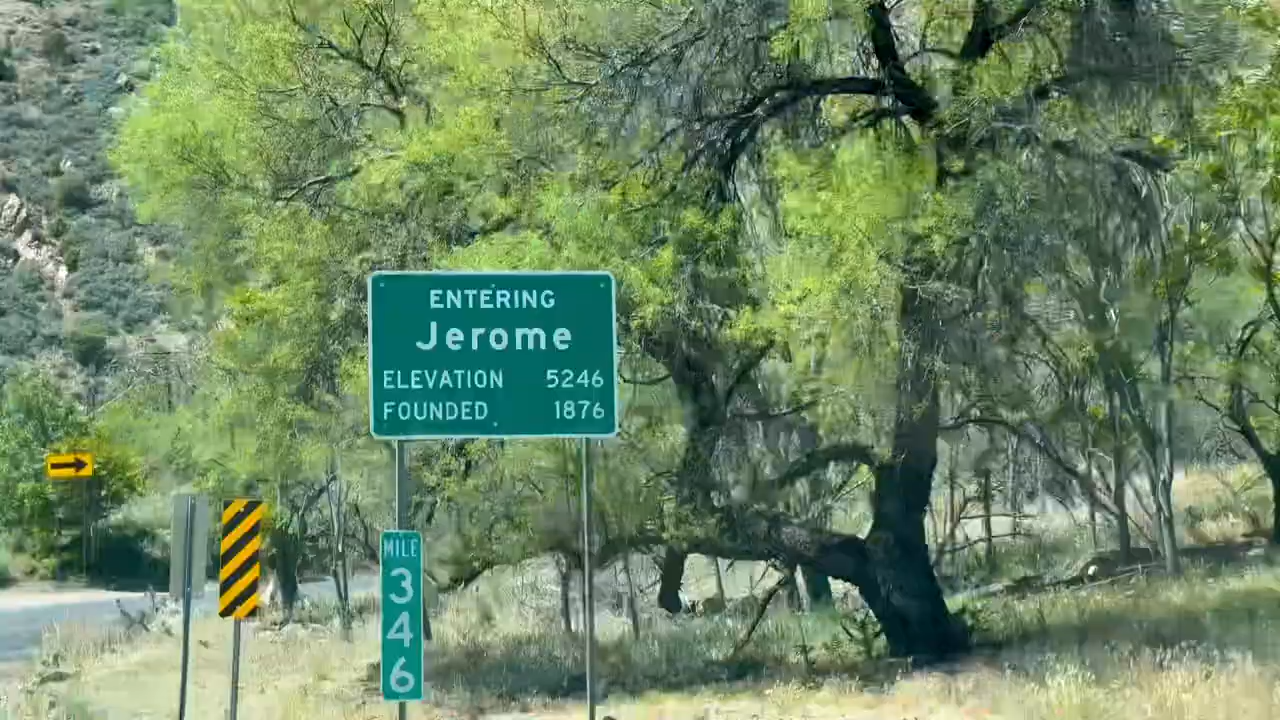 ENTERING
Jerome
ELEVATION 5246
FOUNDED 1876
MILE
3
4
6